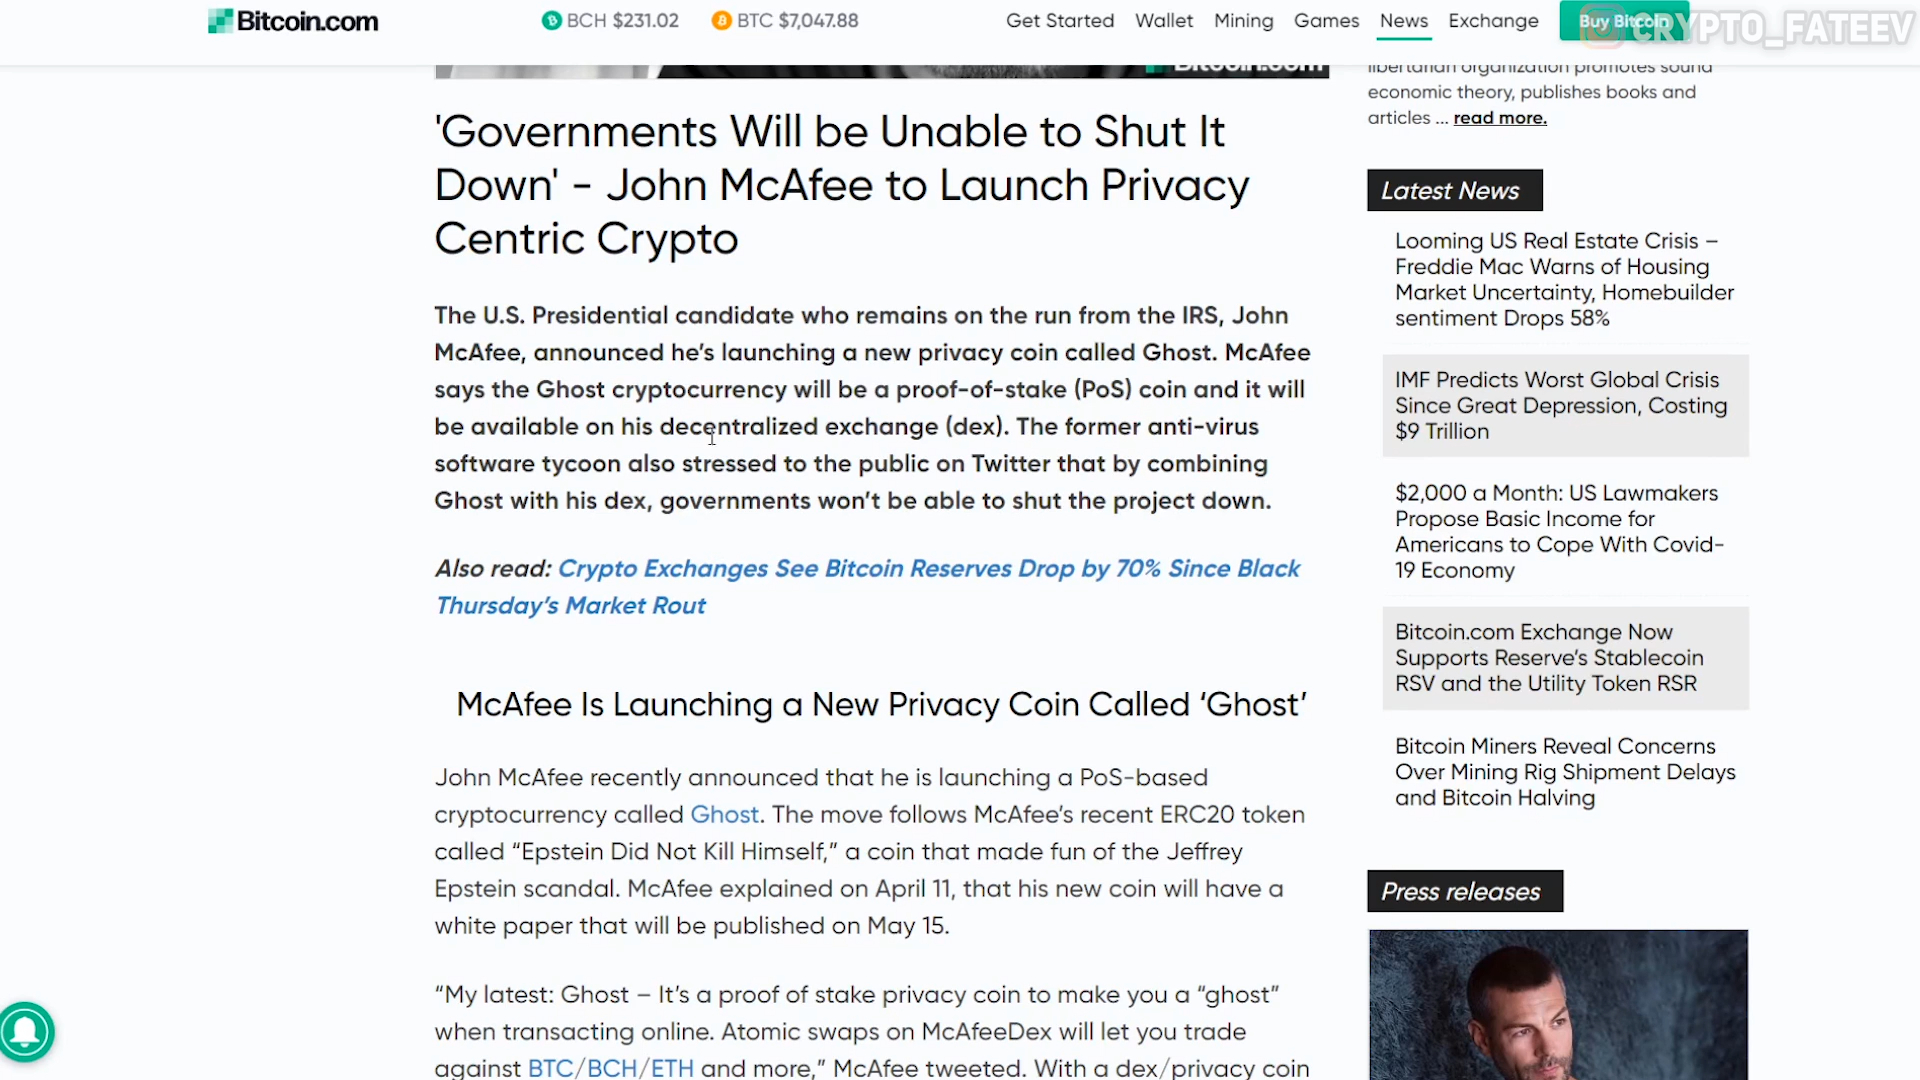 Bitcoin.com
BCH $231.02
BTC $7,047.88
Get Started
Wallet
Mining
Games
News
Exchange
Buy Bitcoin
CRYPTO_FATEEV
Bitcoin.com
'Governments Will be Unable to Shut It
Down' - John McAfee to Launch Privacy
Centric Crypto
The U.S. Presidential candidate who remains on the run from the IRS, John
McAfee, announced he's launching a new privacy coin called Ghost. McAfee
says the Ghost cryptocurrency will be a proof-of-stake (PoS) coin and it will
be available on his decentralized exchange (dex). The former anti-virus
software tycoon also stressed to the public on Twitter that by combining
Ghost with his dex, governments won't be able to shut the project down.
Also read: Crypto Exchanges See Bitcoin Reserves Drop by 70% Since Black
Thursday's Market Rout
McAfee Is Launching a New Privacy Coin Called ‘Ghost’
John McAfee recently announced that he is launching a PoS-based
cryptocurrency called Ghost. The move follows McAfee's recent ERC20 token
called “Epstein Did Not Kill Himself,” a coin that made fun of the Jeffrey
Epstein scandal. McAfee explained on April 11, that his new coin will have a
white paper that will be published on May 15.
“My latest: Ghost – It's a proof of stake privacy coin to make you a “ghost”
when transacting online. Atomic swaps on McAfeeDex will let you trade
against BTC/BCH/ETH and more,” McAfee tweeted. With a dex/privacy coin
libertarian organization promotes sound
economic theory, publishes books and
articles ... read more.
Latest News
Looming US Real Estate Crisis –
Freddie Mac Warns of Housing
Market Uncertainty, Homebuilder
sentiment Drops 58%
IMF Predicts Worst Global Crisis
Since Great Depression, Costing
$9 Trillion
$2,000 a Month: US Lawmakers
Propose Basic Income for
Americans to Cope With Covid-
19 Economy
Bitcoin.com Exchange Now
Supports Reserve's Stablecoin
RSV and the Utility Token RSR
Bitcoin Miners Reveal Concerns
Over Mining Rig Shipment Delays
and Bitcoin Halving
Press releases